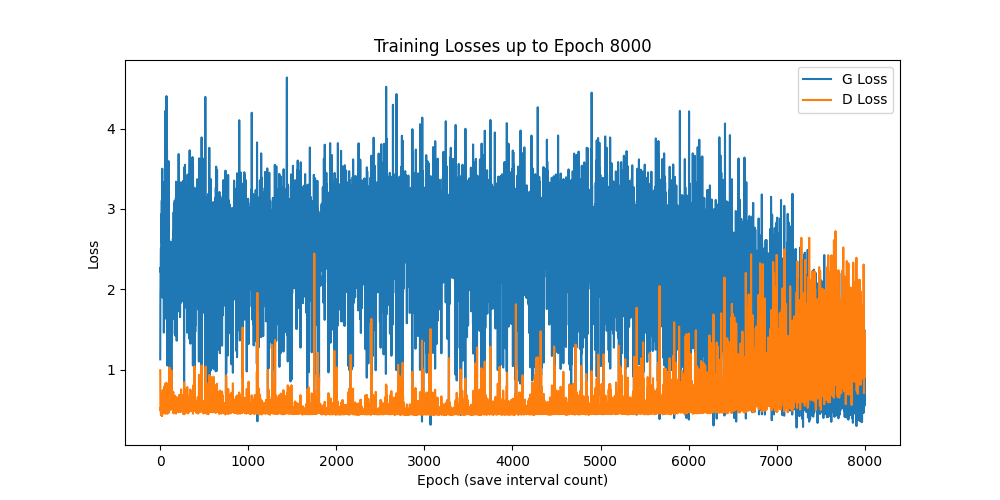 Training Losses up to Epoch 8000
G Loss
D Loss
Loss
4
3
2
1
0 1000 2000 3000 4000 5000 6000 7000 8000
Epoch (save interval count)